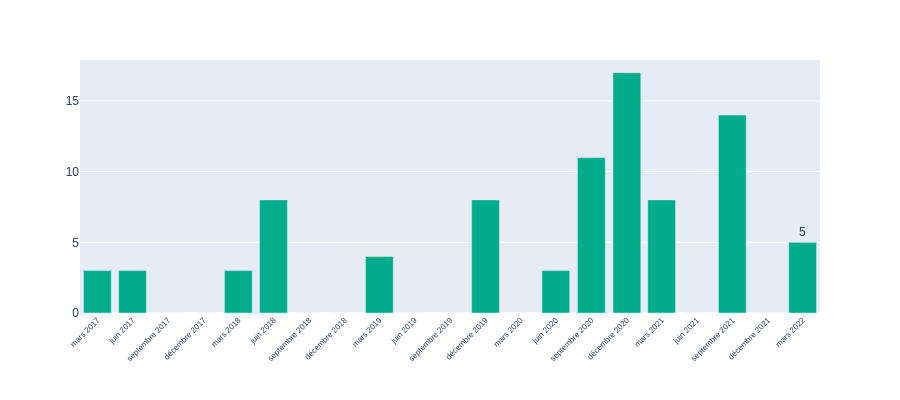 15
10
5
0
5
mars 2017
juin 2017
septembre 2017
décembre 2017
mars 2018
juin 2018
septembre 2018
décembre 2018
mars 2019
juin 2019
septembre 2019
décembre 2019
mars 2020
juin 2020
septembre 2020
décembre 2020
mars 2021
juin 2021
septembre 2021
décembre 2021
mars 2022